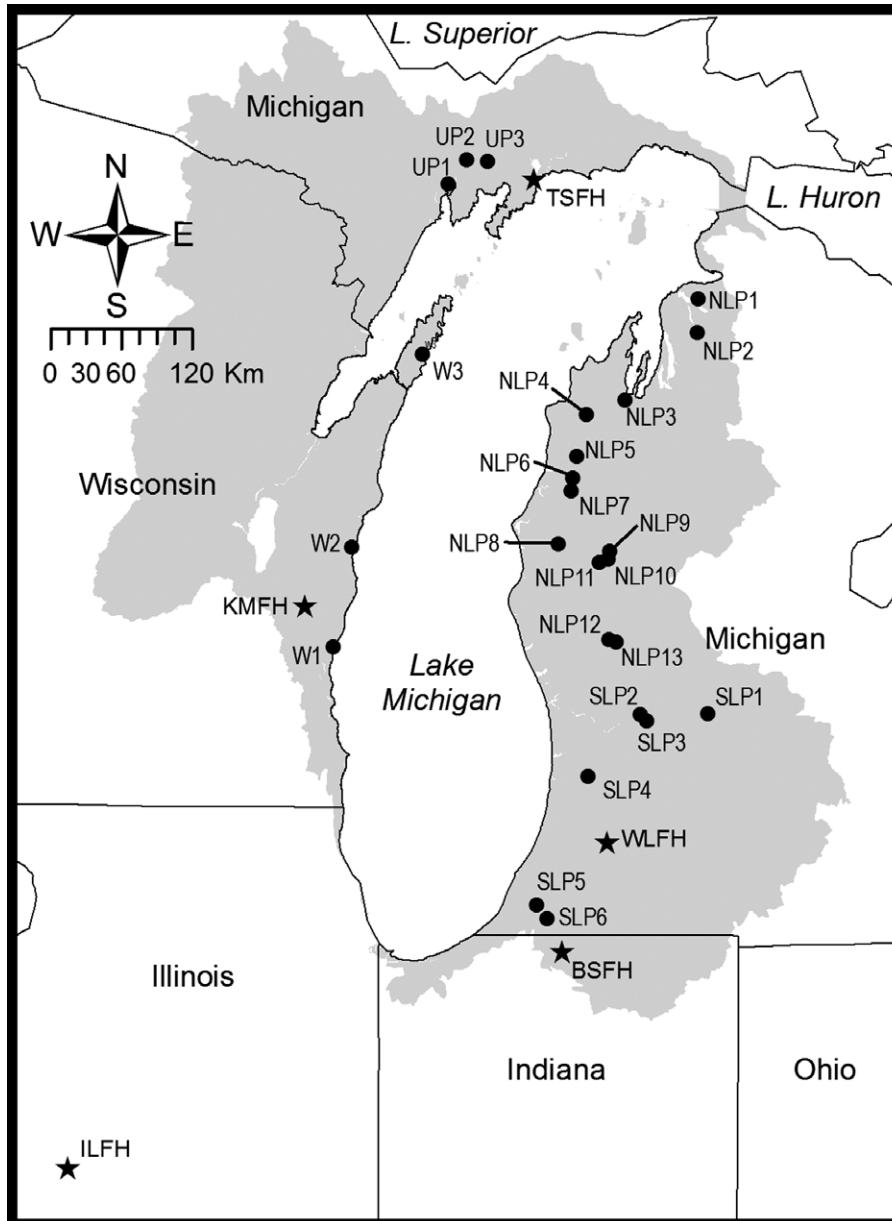 L. Superior
Michigan
UP2
UP3
UP1
TSFH
L. Huron
N
W
E
S
0 30 60 120 Km
NLP1
NLP2
W3
NLP4
NLP3
NLP5
NLP6
NLP7
Wisconsin
W2
NLP8
NLP9
NLP10
NLP11
KMFH
W1
NLP12
NLP13
Michigan
Lake
Michigan
SLP2
SLP1
SLP3
SLP4
WLFH
SLP5
SLP6
BSFH
Illinois
Indiana
Ohio
ILFH